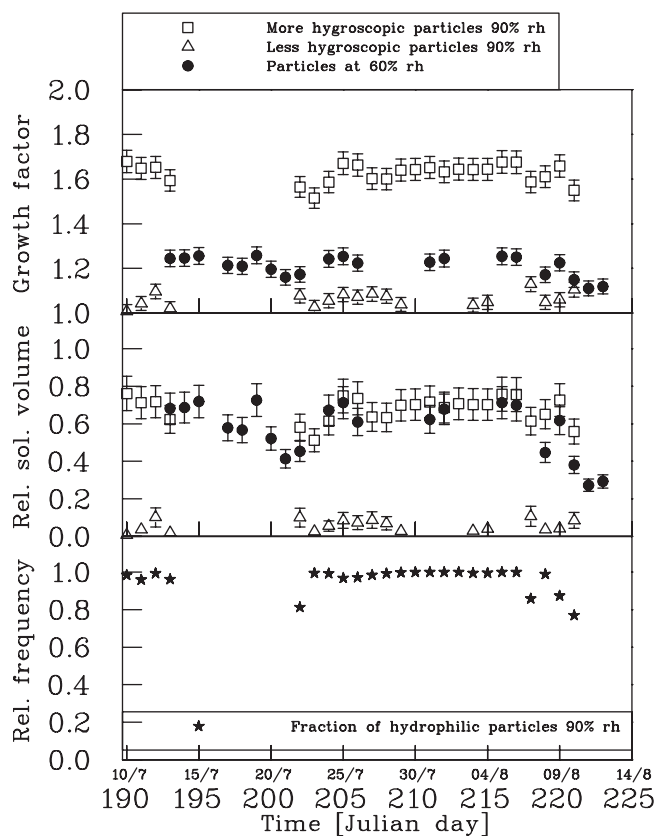 More hygroscopic particles 90% rh
Less hygroscopic particles 90% rh
Particles at 60% rh
Growth factor
2.0
1.8
1.6
1.4
1.2
1.0
Rel. sol. volume
1.0
0.8
0.6
0.4
0.2
0.0
Rel. frequency
1.0
0.8
0.6
0.4
0.2
0.0
Fraction of hydrophilic particles 90% rh
10/7 15/7 20/7 25/7 30/7 04/8 09/8 14/8
190 195 200 205 210 215 220 225
Time [Julian day]